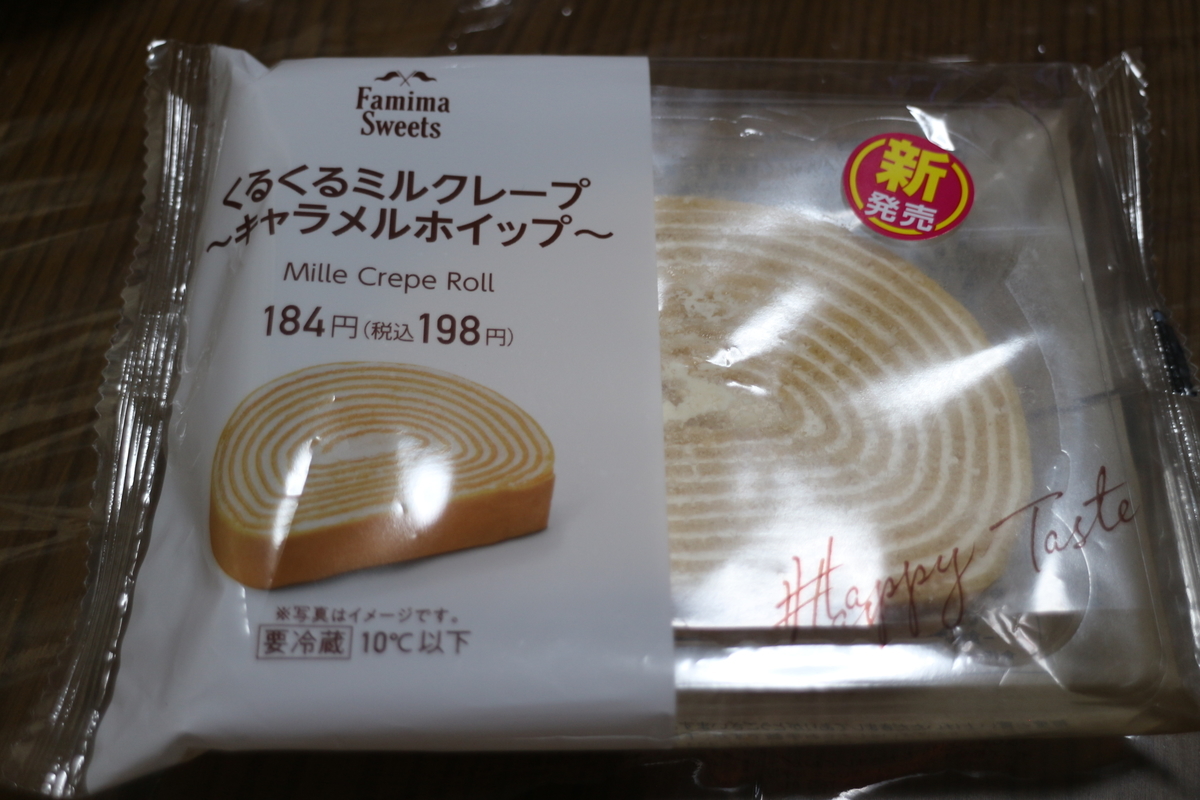 Famima
Sweets
くるくるミルクレープ
～キャラメルホイップ～
Mille Crepe Roll
184円(税込198円)
※写真はイメージです。
要冷蔵 10℃以下
新
発売
#Happy Taste